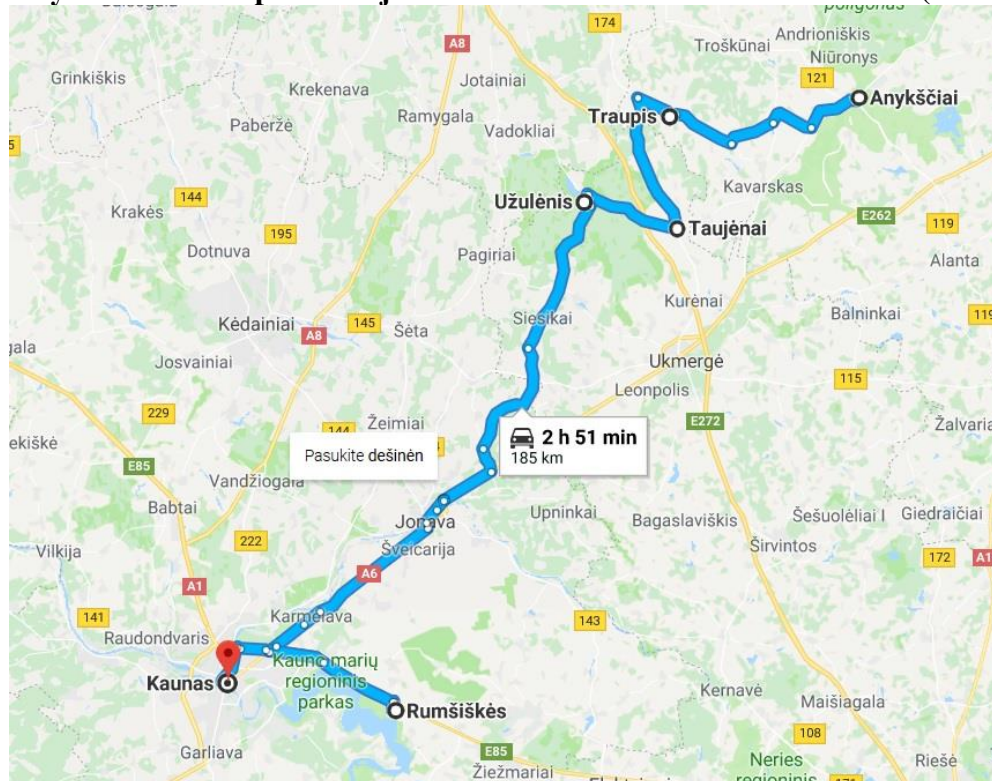 poligonas
174
Andrioniškis
Troškūnai
Niūronys
A8
Grinkiškis
Jotainiai
121
Krekenava
Anykščiai
Ramygala
Traupis
Paberžė
Vadokliai
144
Kavarskas
Užulėnis
Krakės
E262
119
195
Taujėnai
Dotnuva
Pagiriai
Alanta
Kurėnai
Siesikai
Balninkai
Kėdainiai
145
Šėta
A8
Josvainiai
Ukmergė
115
Leonpolis
229
Žeimiai
E272
144
2 h 51 min
185 km
Pasukite dešinėn
E85
Vandžiogala
Babtai
Upninkai
Bagaslaviškis
Šešuolėliai I
Giedraičiai
Jonava
222
Šveicarija
Širvintos
Vilkija
172
A6
A1
141
Karmėlava
143
Raudondvaris
Kauno marių
regioninis
parkas
Kaunas
Kernavė
Rumšiškės
Maišiagala
108
Garliava
E85
Neries
Riešė
Žiežmariai